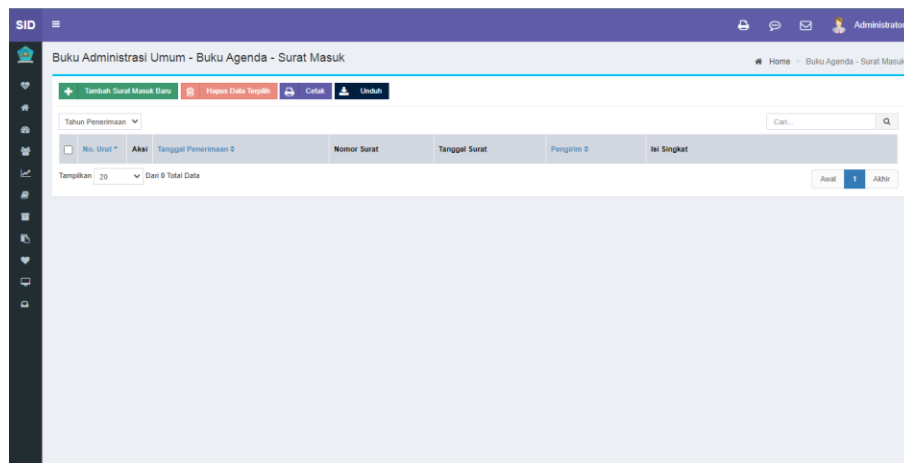 SID Administrator
Buku Administrasi Umum - Buku Agenda - Surat Masuk
Home Buku Agenda - Surat Masuk
Tambah Surat Masuk Baru Hapus Data Terpilih Cetak Unduh
Tahun Penerimaan Cari...
No. Urut Aksi Tanggal Penerimaan Nomor Surat Tanggal Surat Pengirim Isi Singkat
Tampilkan 20 Dari 0 Total Data Awal 1 Akhir